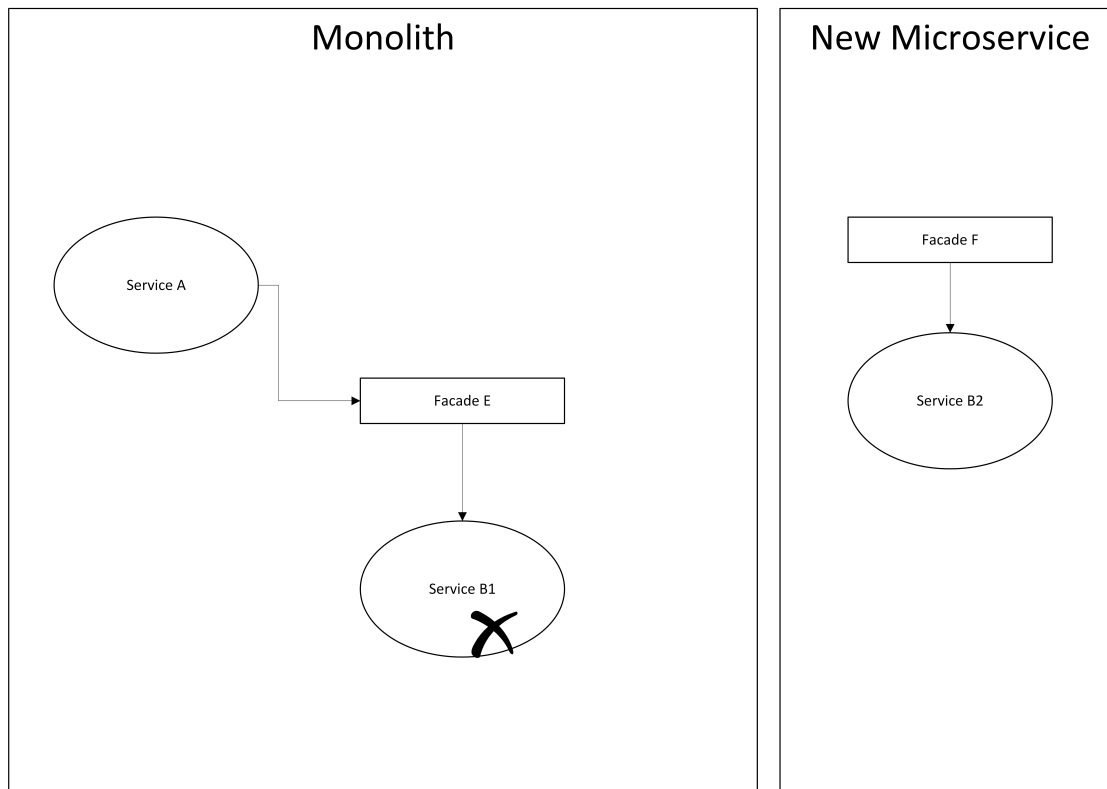 Monolith
New Microservice
Service A
Facade E
Service B1
Facade F
Service B2